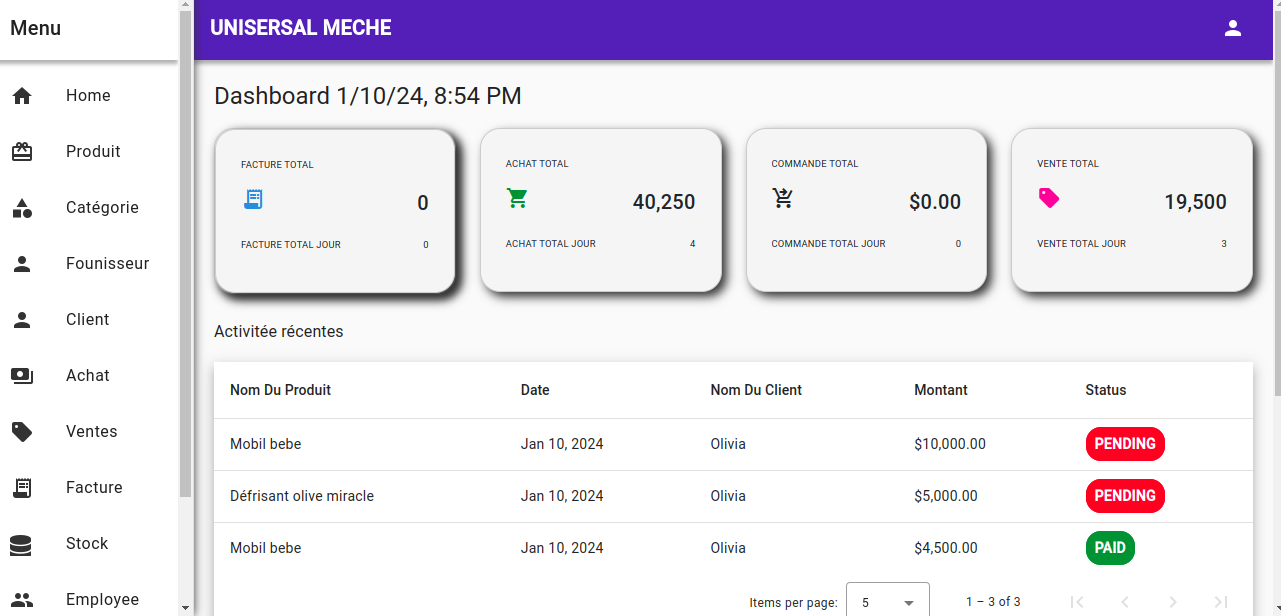 Menu
UNISERSAL MECHE
Home
Produit
Catégorie
Founisseur
Client
Achat
Ventes
Facture
Stock
Employee
Dashboard 1/10/24, 8:54 PM
FACTURE TOTAL
0
FACTURE TOTAL JOUR 0
ACHAT TOTAL
40,250
ACHAT TOTAL JOUR 4
COMMANDE TOTAL
$0.00
COMMANDE TOTAL JOUR 0
VENTE TOTAL
19,500
VENTE TOTAL JOUR 3
Activitée récentes
Nom Du Produit Date Nom Du Client Montant Status
Mobil bebe Jan 10, 2024 Olivia $10,000.00 PENDING
Défrisant olive miracle Jan 10, 2024 Olivia $5,000.00 PENDING
Mobil bebe Jan 10, 2024 Olivia $4,500.00 PAID
Items per page: 5 1 – 3 of 3